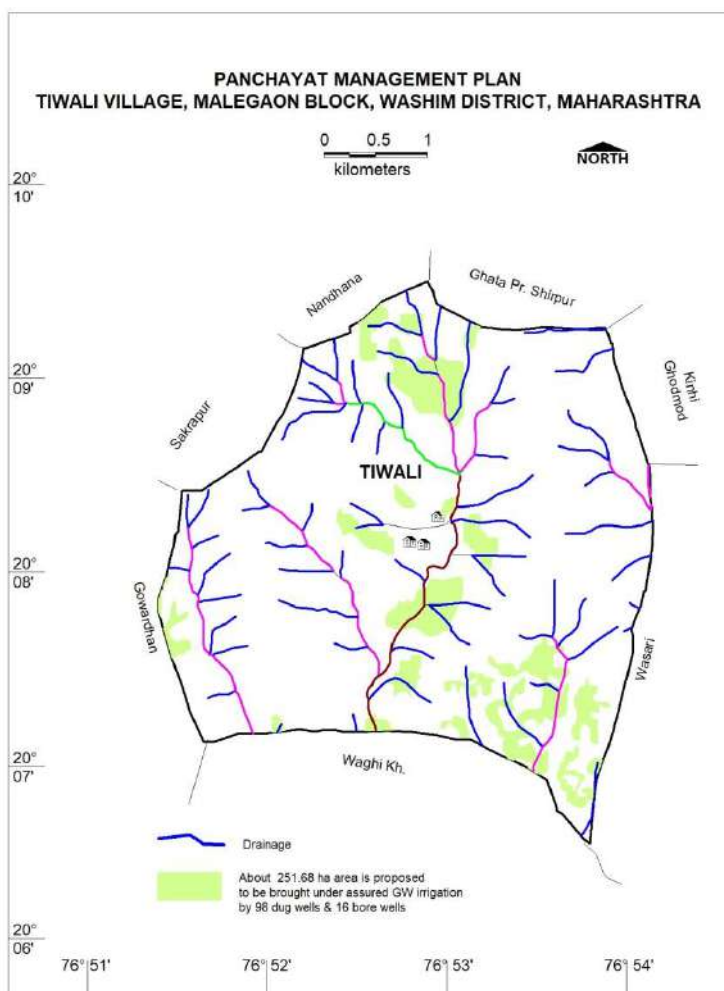 PANCHAYAT MANAGEMENT PLAN
TIWALI VILLAGE, MALEGAON BLOCK, WASHIM DISTRICT, MAHARASHTRA
0 0.5 1
kilometers
NORTH
20°
10'
Nandhana
Ghata Pr. Shirpur
20°
09'
Kinhi
Ghodmod
Sakrapur
TIWALI
20°
08'
Gowardhan
Wasari
20°
07'
Waghi Kh.
Drainage
About 251.68 ha area is proposed
to be brought under assured GW irrigation
by 98 dug wells & 16 bore wells
20°
06'
76°51' 76°52' 76°53' 76°54'